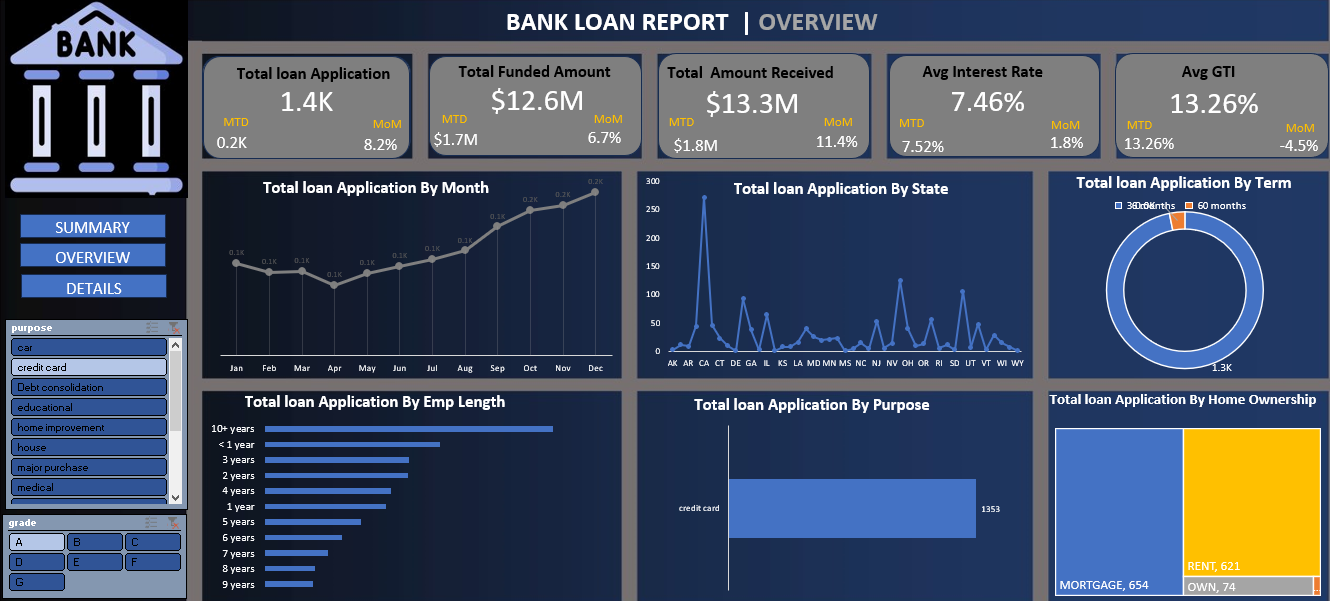 BANK
BANK LOAN REPORT | OVERVIEW
Total loan Application
1.4K
MTD
MoM
0.2K
8.2%
Total Funded Amount
$12.6M
MTD
MoM
$1.7M
6.7%
Total Amount Received
$13.3M
MTD
MoM
$1.8M
11.4%
Avg Interest Rate
7.46%
MTD
MoM
7.52%
1.8%
Avg GTI
13.26%
MTD
MoM
13.26%
-4.5%
SUMMARY
OVERVIEW
DETAILS
purpose
car
credit card
Debt consolidation
educational
home improvement
house
major purchase
medical
grade
A B C
D E F
G
Total loan Application By Month
0.1K 0.1K 0.1K 0.1K 0.1K 0.1K 0.1K 0.1K 0.1K 0.2K 0.2K 0.2K
Jan Feb Mar Apr May Jun Jul Aug Sep Oct Nov Dec
Total loan Application By State
300
250
200
150
100
50
0
AK AR CA CT DE GA IL KS LA MD MN MS NC NJ NV OH OR RI SD UT VT WI WY
Total loan Application By Term
36 months 60 months
1.3K
Total loan Application By Emp Length
10+ years
< 1 year
3 years
2 years
4 years
1 year
5 years
6 years
7 years
8 years
9 years
Total loan Application By Purpose
credit card
1353
Total loan Application By Home Ownership
MORTGAGE, 654
RENT, 621
OWN, 74